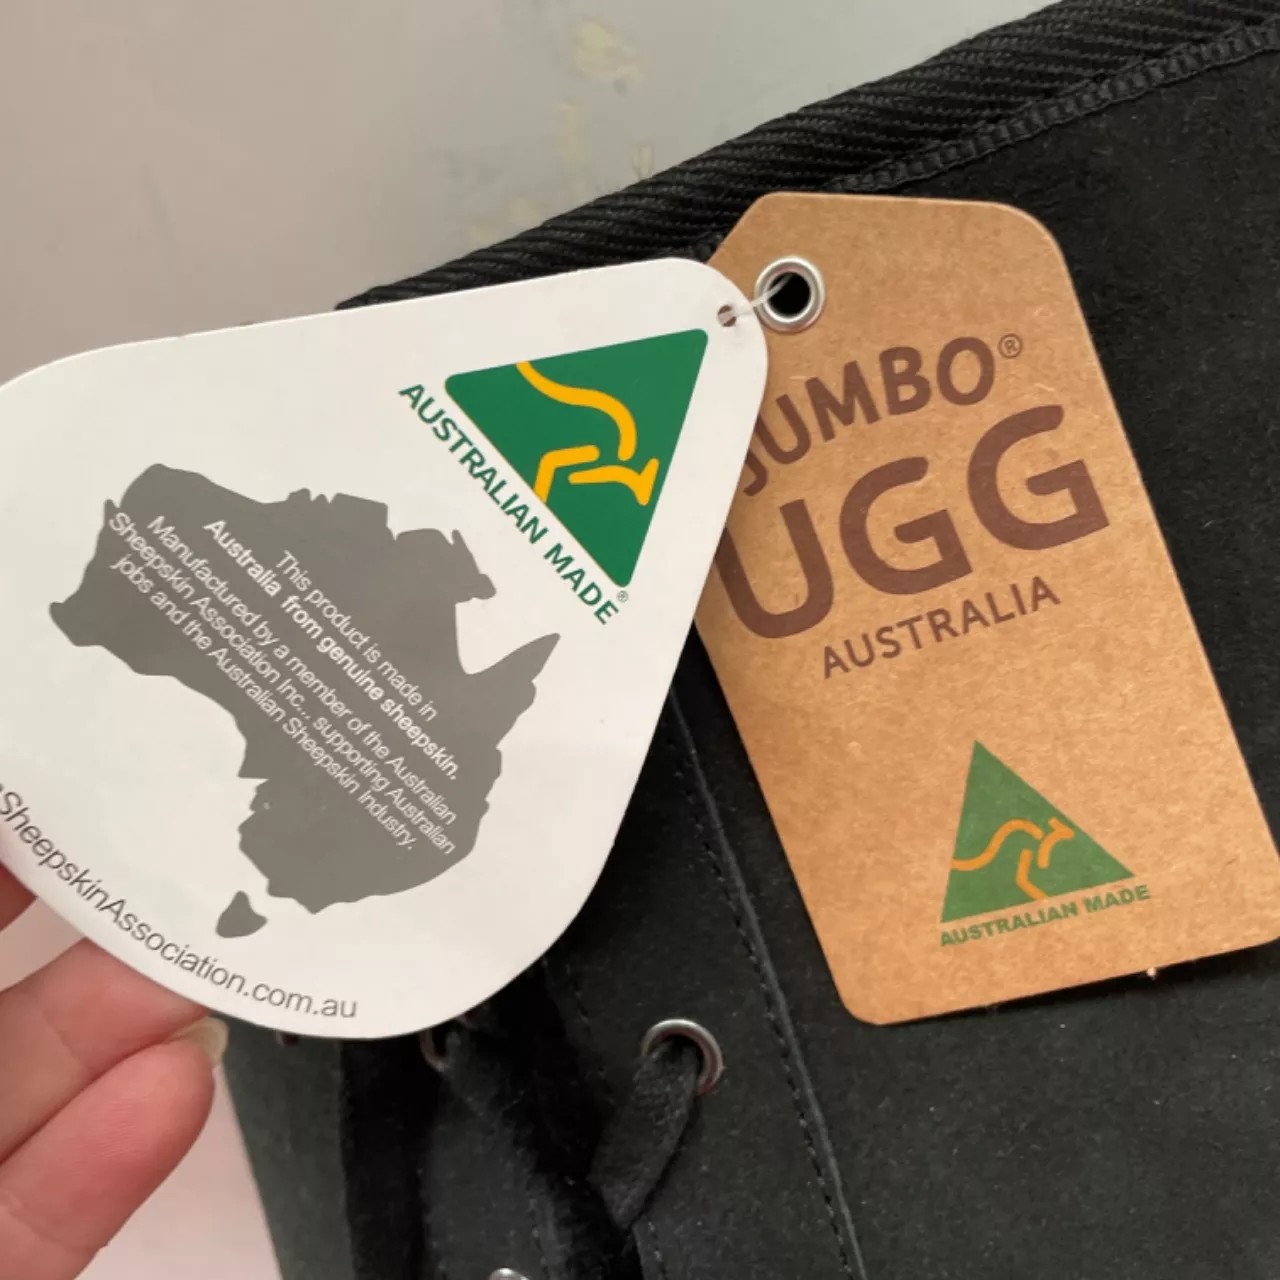 AUSTRALIAN MADE®
This product is made in
Australia from genuine sheepskin.
Manufactured by a member of the Australian
Sheepskin Association Inc., supporting Australian
jobs and the Australian Sheepskin Industry.
SheepskinAssociation.com.au
JUMBO®
UGG
AUSTRALIA
AUSTRALIAN MADE